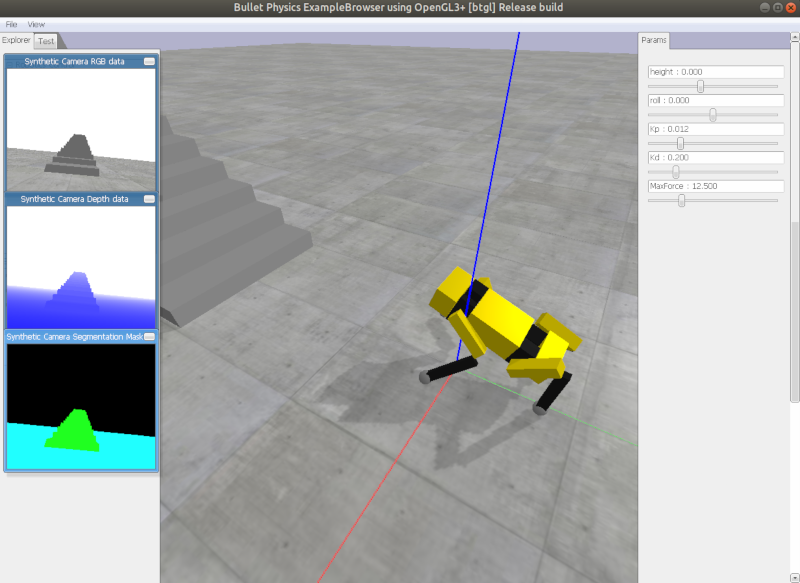 Bullet Physics ExampleBrowser using OpenGL3+ [btgl] Release build
File View
Explorer Test
Params
Synthetic Camera RGB data
height : 0.000
roll : 0.000
Kp : 0.012
Kd : 0.200
MaxForce : 12.500
Synthetic Camera Depth data
Synthetic Camera Segmentation Mask